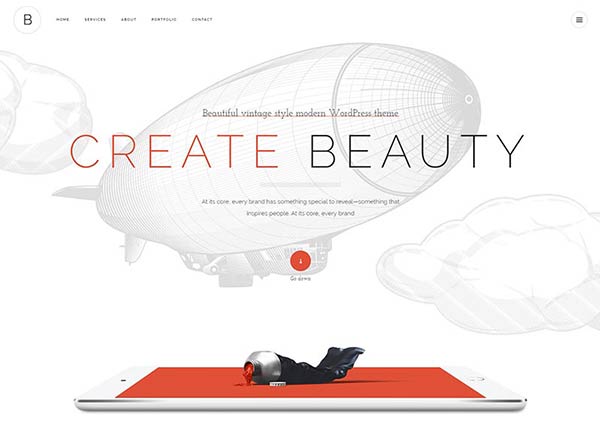 B
HOME SERVICES ABOUT PORTFOLIO CONTACT
Beautiful vintage style modern WordPress theme
CREATE BEAUTY
At its core, every brand has something special to reveal—something that
inspires people. At its core, every brand
Go down